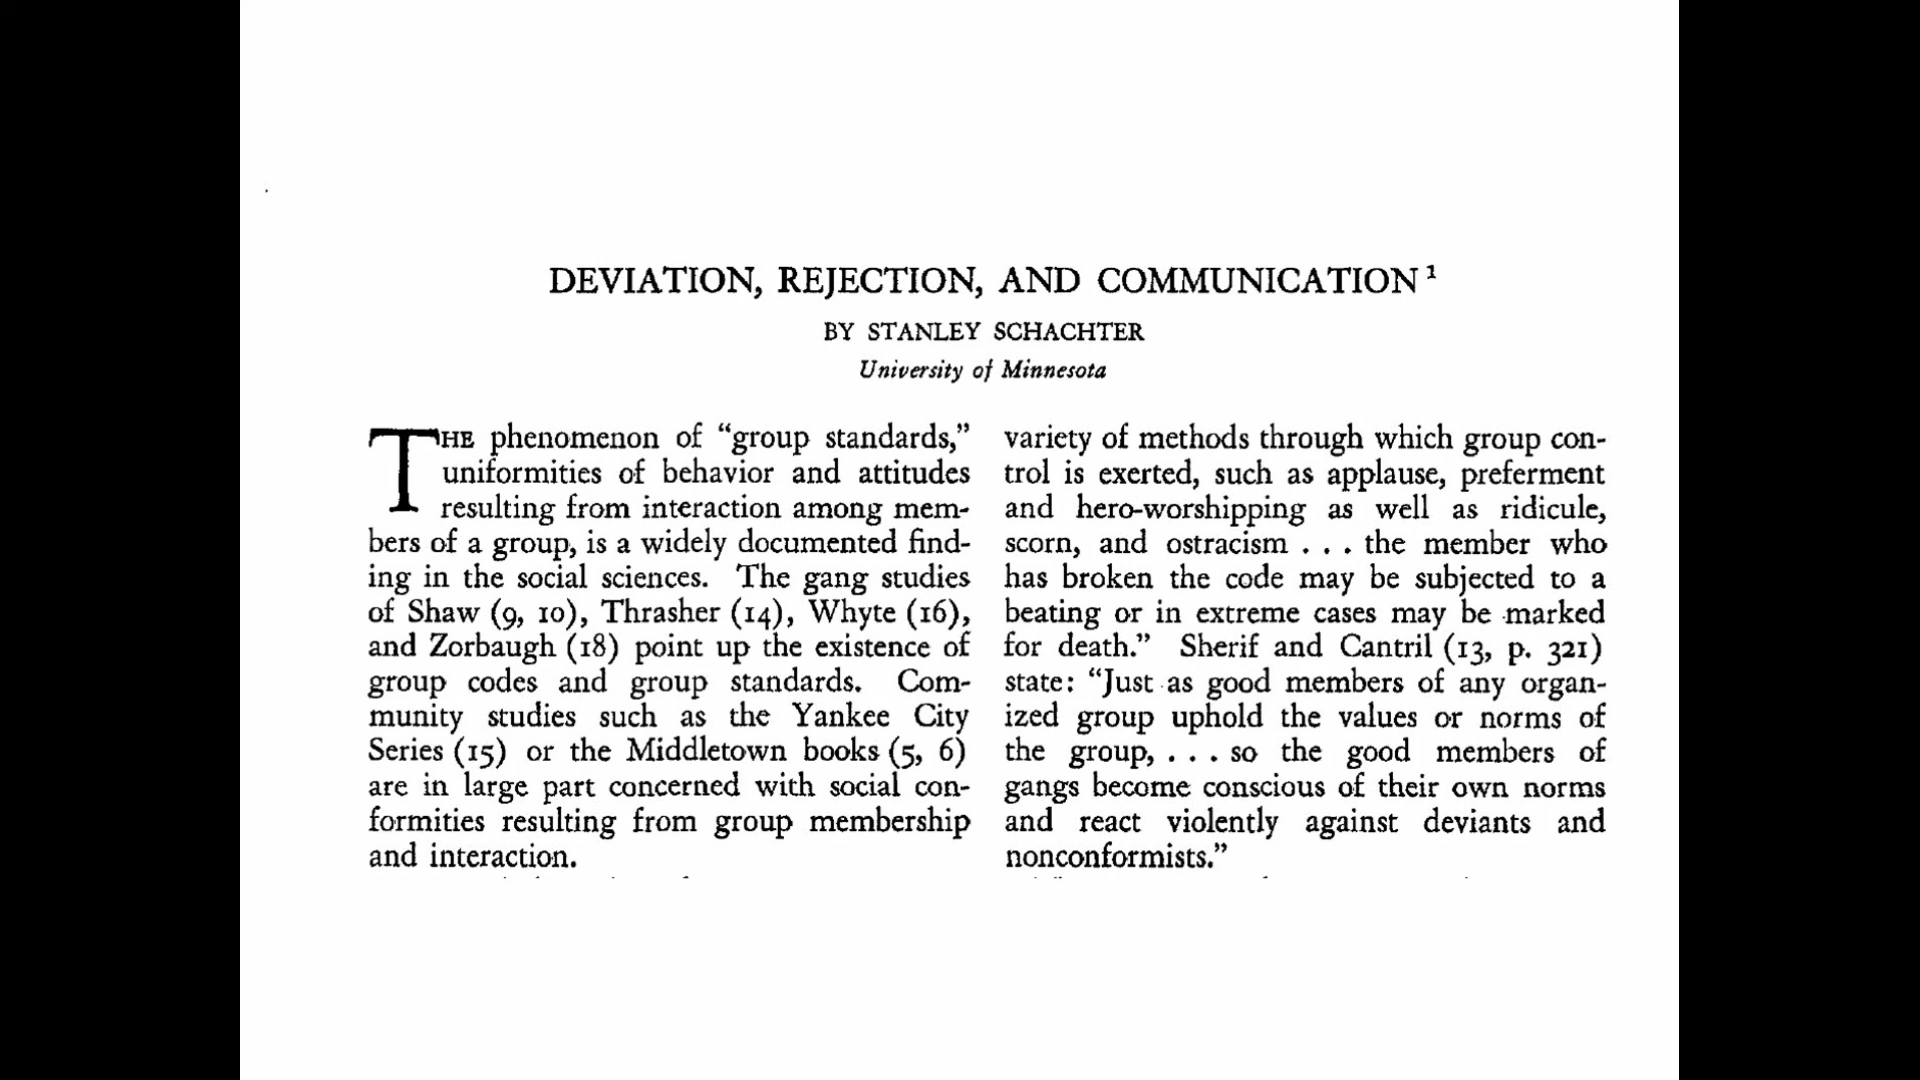 DEVIATION, REJECTION, AND COMMUNICATION ¹
BY STANLEY SCHACHTER
University of Minnesota
THE phenomenon of “group standards,”
uniformities of behavior and attitudes
resulting from interaction among mem-
bers of a group, is a widely documented find-
ing in the social sciences. The gang studies
of Shaw (9, 10), Thrasher (14), Whyte (16),
and Zorbaugh (18) point up the existence of
group codes and group standards. Com-
munity studies such as the Yankee City
Series (15) or the Middletown books (5, 6)
are in large part concerned with social con-
formities resulting from group membership
and interaction.
variety of methods through which group con-
trol is exerted, such as applause, preferment
and hero-worshipping as well as ridicule,
scorn, and ostracism . . . the member who
has broken the code may be subjected to a
beating or in extreme cases may be marked
for death.” Sherif and Cantril (13, p. 321)
state: “Just as good members of any organ-
ized group uphold the values or norms of
the group, . . . so the good members of
gangs become conscious of their own norms
and react violently against deviants and
nonconformists.”